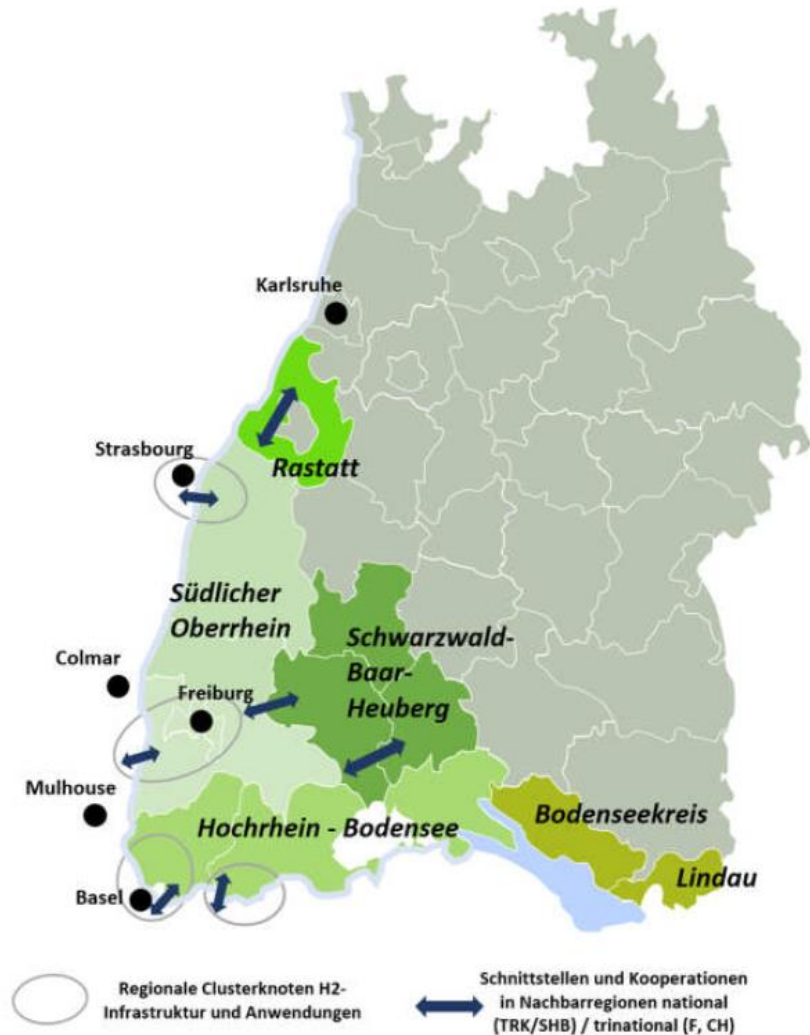 Karlsruhe
Strasbourg
Rastatt
Südlicher
Oberrhein
Schwarzwald-
Baar-
Heuberg
Colmar
Freiburg
Mulhouse
Hochrhein - Bodensee
Bodenseekreis
Lindau
Basel
Regionale Clusterknoten H2-
Infrastruktur und Anwendungen
Schnittstellen und Kooperationen
in Nachbarregionen national
(TRK/SHB) / trinational (F, CH)